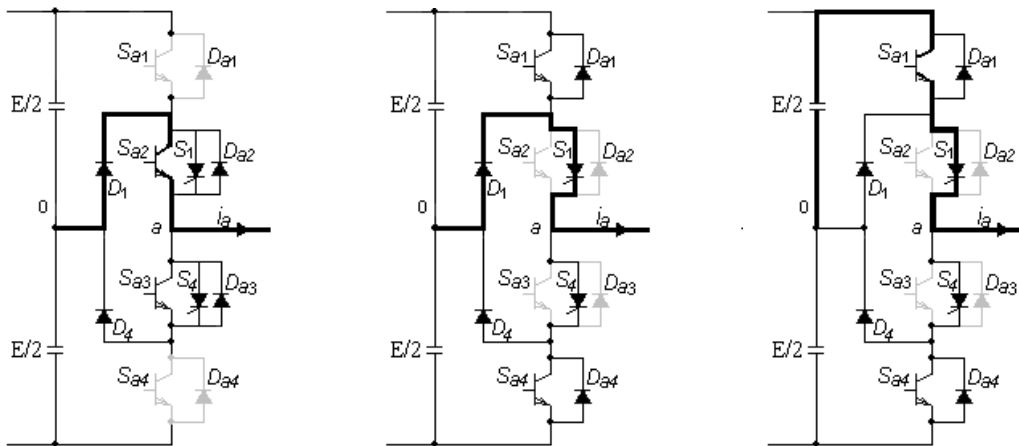 Sa1 Da1
E/2
Sa2 S1 Da2
D1
0 a ia
Sa3 S4 Da3
D4
E/2
Sa4 Da4
Sa1 Da1
E/2
Sa2 S1 Da2
D1
0 a ia
Sa3 S4 Da3
D4
E/2
Sa4 Da4
Sa1 Da1
E/2
Sa2 S1 Da2
D1
0 a ia
Sa3 S4 Da3
D4
E/2
Sa4 Da4